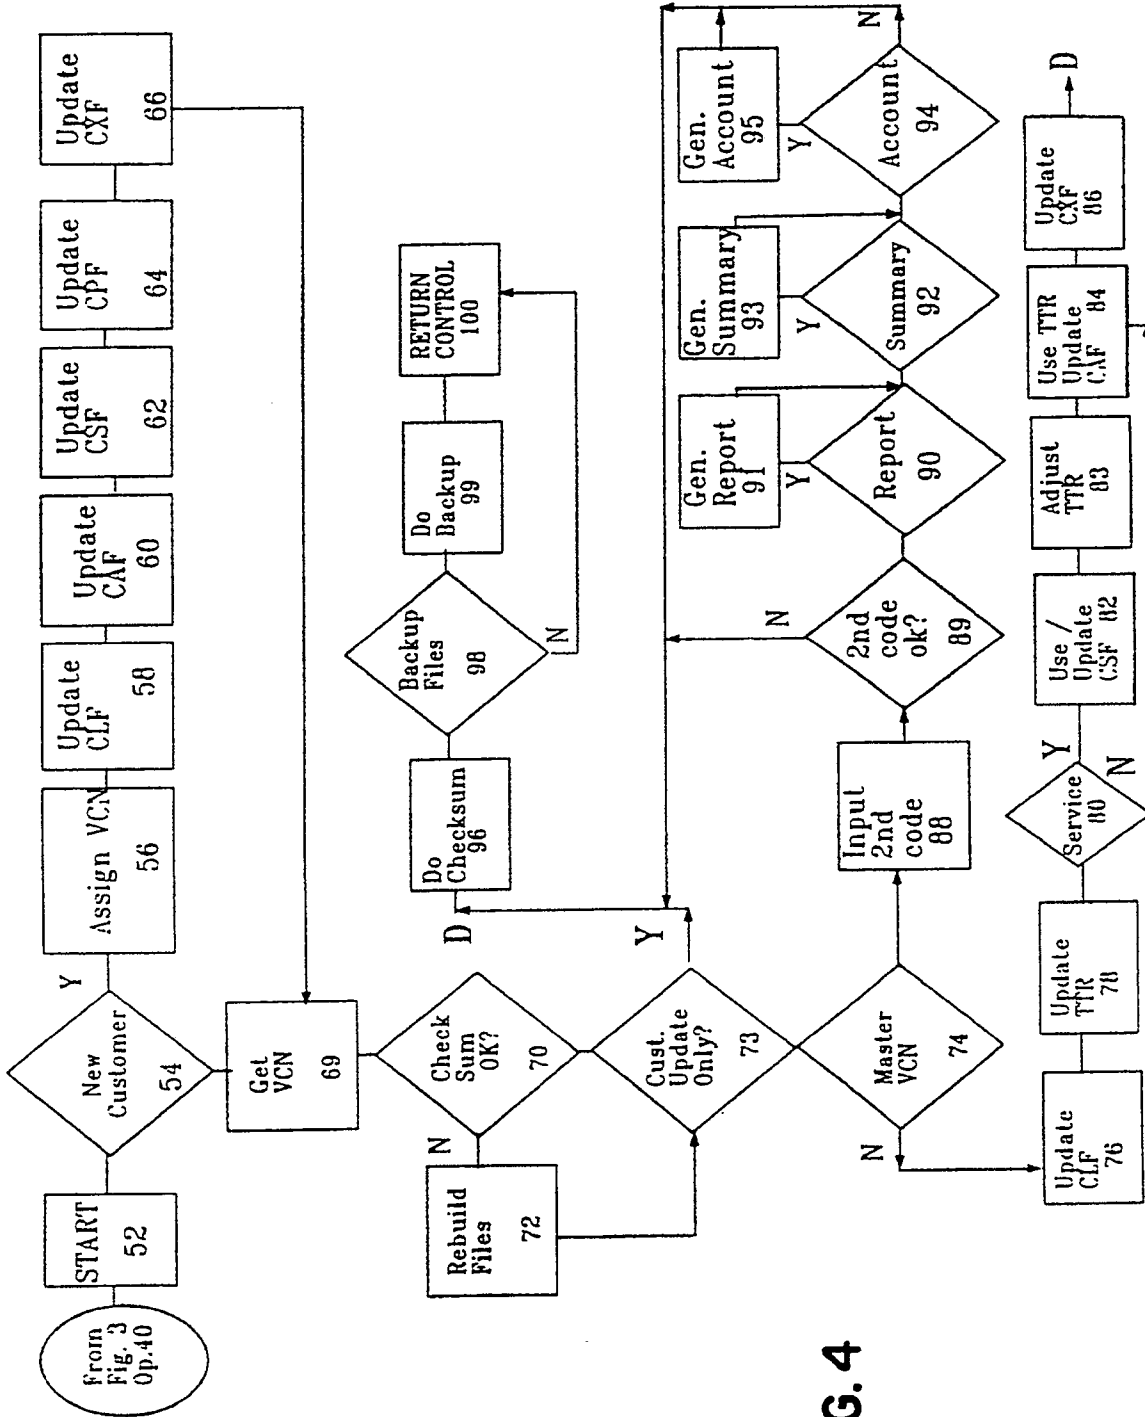 From
Fig. 3
Op.40
START
52
New
Customer
54
Y
Assign VCN
56
Update
CLF
58
Update
CAF
60
Update
CSF
62
Update
CPF
64
Update
CXF
66
Get
VCN
69
Check
Sum
OK?
70
N
Rebuild
Files
72
Cust.
Update
Only?
73
Y
D
Do
Checksum
96
Backup
Files
98
N
Do
Backup
99
RETURN
CONTROL
100
Master
VCN
74
N
Input
2nd
code
88
2nd
code
ok?
89
N
Report
90
Y
Gen.
Report
91
Summary
92
Y
Gen.
Summary
93
Account
94
Y
N
Gen.
Account
95
Update
CLF
76
Update
TTR
78
Service
80
Y
N
Use /
Update
CSF 82
Adjust
TTR
83
Use TTR
Update
CAF 84
Update
CXF
86
D
G. 4